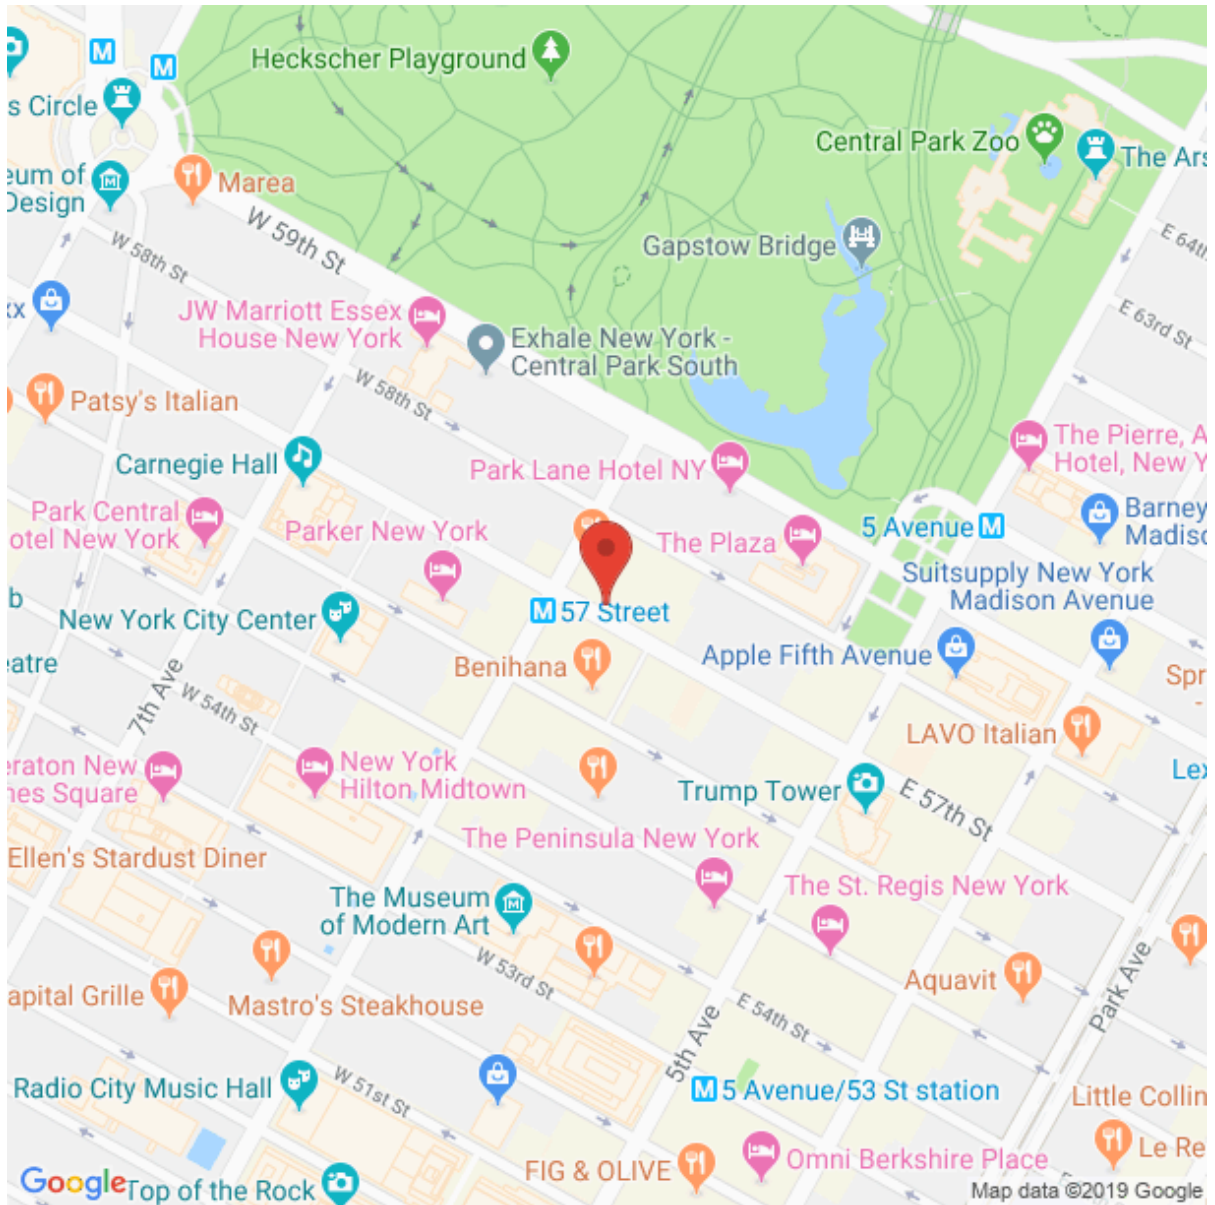 Heckscher Playground
s Circle
Central Park Zoo
The Ars
eum of
Design
Marea
W 59th St
W 58th St
Gapstow Bridge
E 64th
E 63rd St
xx
JW Marriott Essex
House New York
Exhale New York -
Central Park South
Patsy's Italian
W 58th St
The Pierre, A
Hotel, New Y
Carnegie Hall
Park Lane Hotel NY
Park Central
otel New York
Parker New York
The Plaza
5 Avenue M
Barney
Madiso
Suitsupply New York
Madison Avenue
b
New York City Center
M 57 Street
eatre
Benihana
Apple Fifth Avenue
Spr
-
7th Ave
W 54th St
LAVO Italian
eraton New
nes Square
New York
Hilton Midtown
Trump Tower
Lex
E 57th St
The Peninsula New York
Ellen's Stardust Diner
The St. Regis New York
The Museum
of Modern Art
W 53rd St
Aquavit
apital Grille
Mastro's Steakhouse
E 54th St
Park Ave
5th Ave
Radio City Music Hall
W 51st St
M 5 Avenue/53 St station
Little Collin
Le Re
FIG & OLIVE
Omni Berkshire Place
Google
Top of the Rock
Map data ©2019 Google